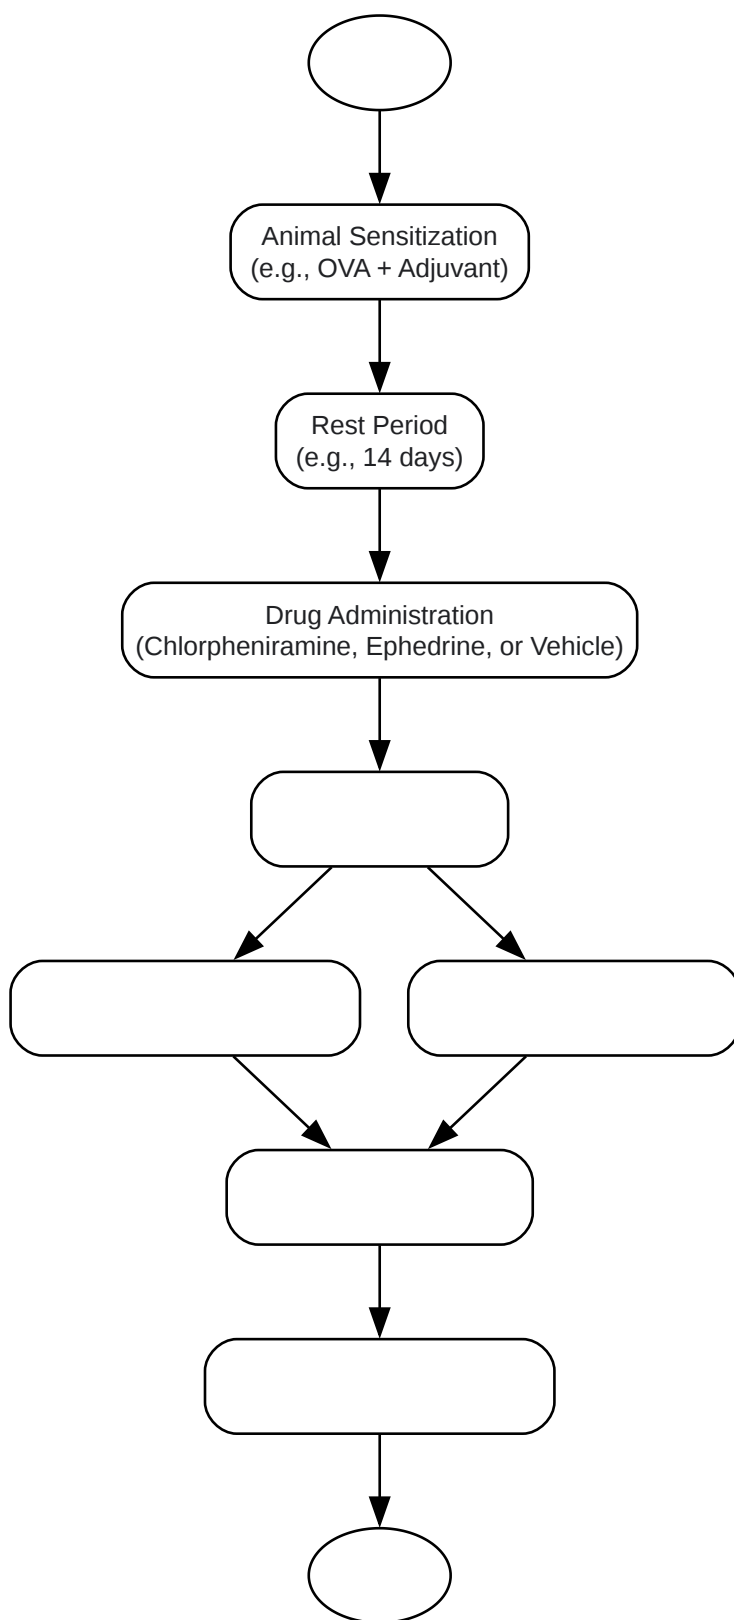 Animal Sensitization
(e.g., OVA + Adjuvant)
Rest Period
(e.g., 14 days)
Drug Administration
(Chlorpheniramine, Ephedrine, or Vehicle)